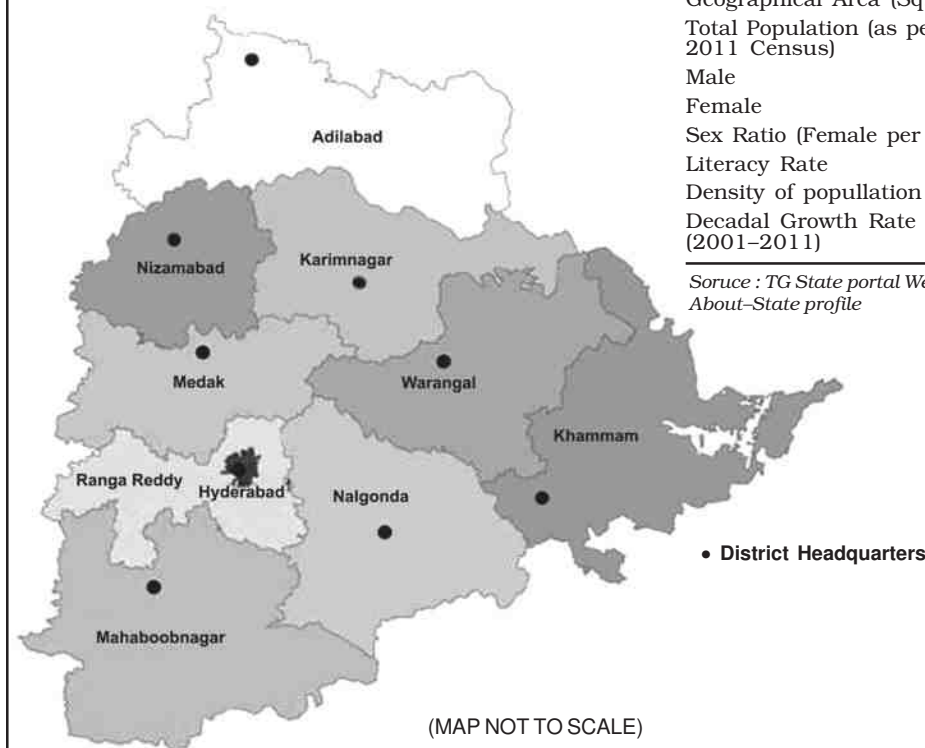 Geographical Area (Sq
Total Population (as pe
2011 Census)
Male
Female
Sex Ratio (Female per
Literacy Rate
Density of popullation
Decadal Growth Rate
(2001–2011)
Soruce : TG State portal We
About–State profile
Adilabad
Nizamabad
Karimnagar
Medak
Warangal
Khammam
Ranga Reddy
Hyderabad
Nalgonda
• District Headquarters
Mahaboobnagar
(MAP NOT TO SCALE)